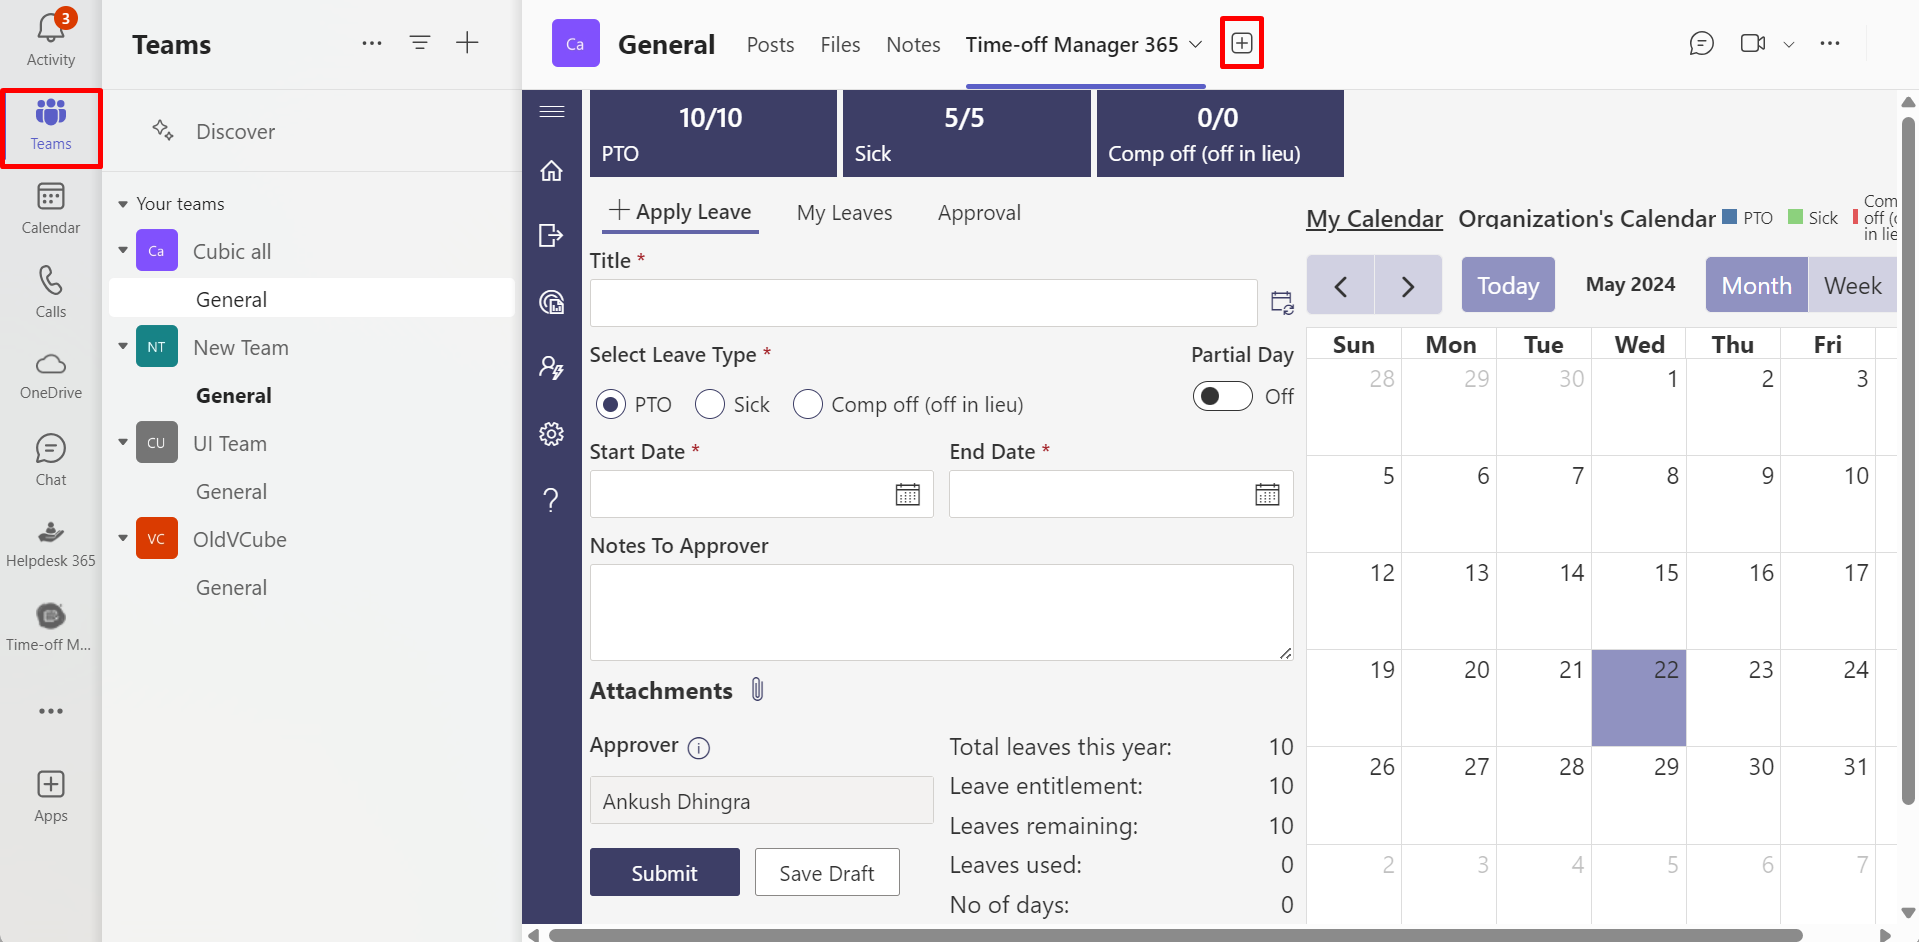 3
Activity
Teams
Calendar
Calls
OneDrive
Chat
Helpdesk 365
Time-off M...
Apps
Teams
Discover
Your teams
Ca Cubic all
General
NT New Team
General
CU UI Team
General
VC OldVCube
General
Ca General Posts Files Notes Time-off Manager 365
10/10
PTO
5/5
Sick
0/0
Comp off (off in lieu)
Apply Leave My Leaves Approval
Title *
Select Leave Type *
PTO Sick Comp off (off in lieu)
Partial Day
Off
Start Date *
End Date *
Notes To Approver
Attachments
Approver
Ankush Dhingra
Submit Save Draft
Total leaves this year: 10
Leave entitlement: 10
Leaves remaining: 10
Leaves used: 0
No of days: 0
My Calendar Organization's Calendar
PTO Sick
Com
off (
in lie
Today May 2024 Month Week
Sun Mon Tue Wed Thu Fri
28 29 30 1 2 3
5 6 7 8 9 10
12 13 14 15 16 17
19 20 21 22 23 24
26 27 28 29 30 31
2 3 4 5 6 7